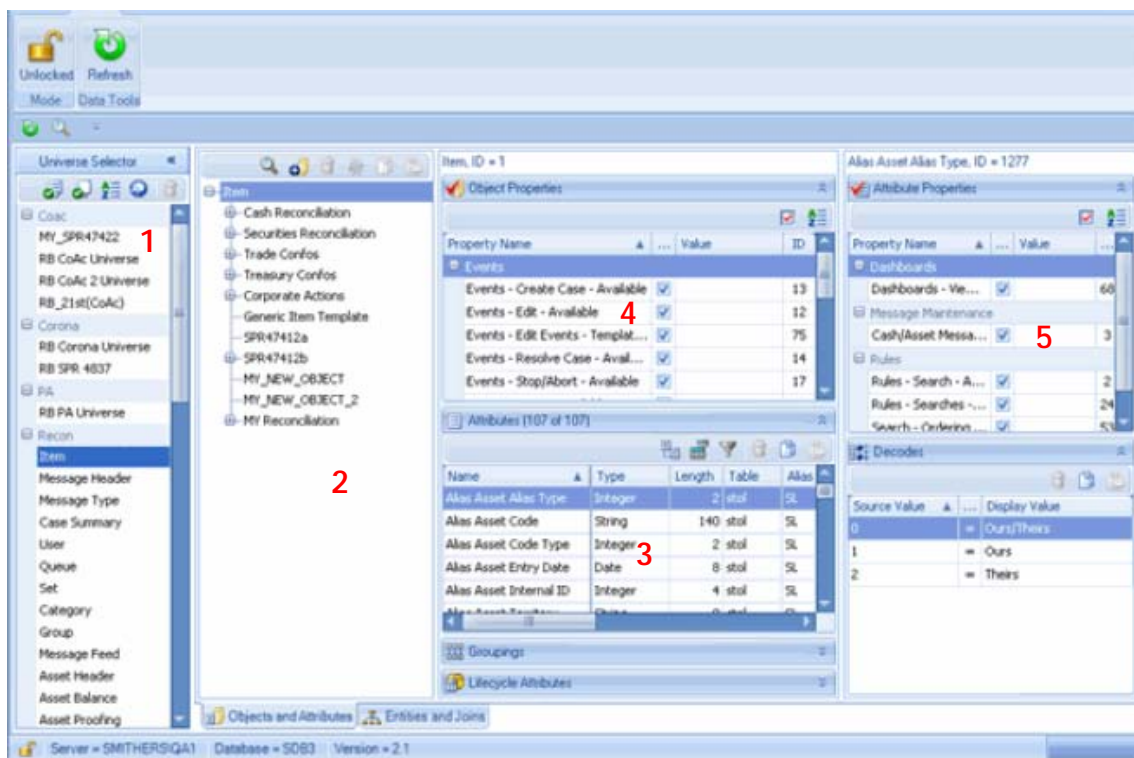 Unlocked
Refresh
Mode
Data Tools
Universe Selector
Coac
MY_SPR47422
RB CoAc Universe
RB CoAc 2 Universe
RB_21st(CoAc)
Corona
RB Corona Universe
RB SPR 4837
PA
RB PA Universe
Recon
Item
Message Header
Message Type
Case Summary
User
Queue
Set
Category
Group
Message Feed
Asset Header
Asset Balance
Asset Proofing
1
Item
Cash Reconciliation
Securities Reconciliation
Trade Confos
Treasury Confos
Corporate Actions
Generic Item Template
SPR47412a
SPR47412b
MY_NEW_OBJECT
MY_NEW_OBJECT_2
MY Reconciliation
2
Item, ID = 1
Object Properties
Property Name ... Value ID
Events
Events - Create Case - Available 13
Events - Edit - Available 12
Events - Edit Events - Templat... 75
Events - Resolve Case - Avail... 14
Events - Stop/Abort - Available 17
4
Attributes (107 of 107)
Name Type Length Table Alias
Alias Asset Alias Type Integer 2 stol SL
Alias Asset Code String 140 stol SL
Alias Asset Code Type Integer 2 stol SL
Alias Asset Entry Date Date 8 stol SL
Alias Asset Internal ID Integer 4 stol SL
3
Groupings
Lifecycle Attributes
Alias Asset Alias Type, ID = 1277
Attribute Properties
Property Name ... Value ...
Dashboards
Dashboards - Vie... 68
Message Maintenance
Cash/Asset Messa... 3
Rules
Rules - Search - A... 2
Rules - Searches -... 24
Search - Ordering 53
5
Decodes
Source Value ... Display Value
0 = Ours/Theirs
1 = Ours
2 = Theirs
Objects and Attributes
Entities and Joins
Server = SMITHERS\QA1 Database = SDB3 Version = 2.1